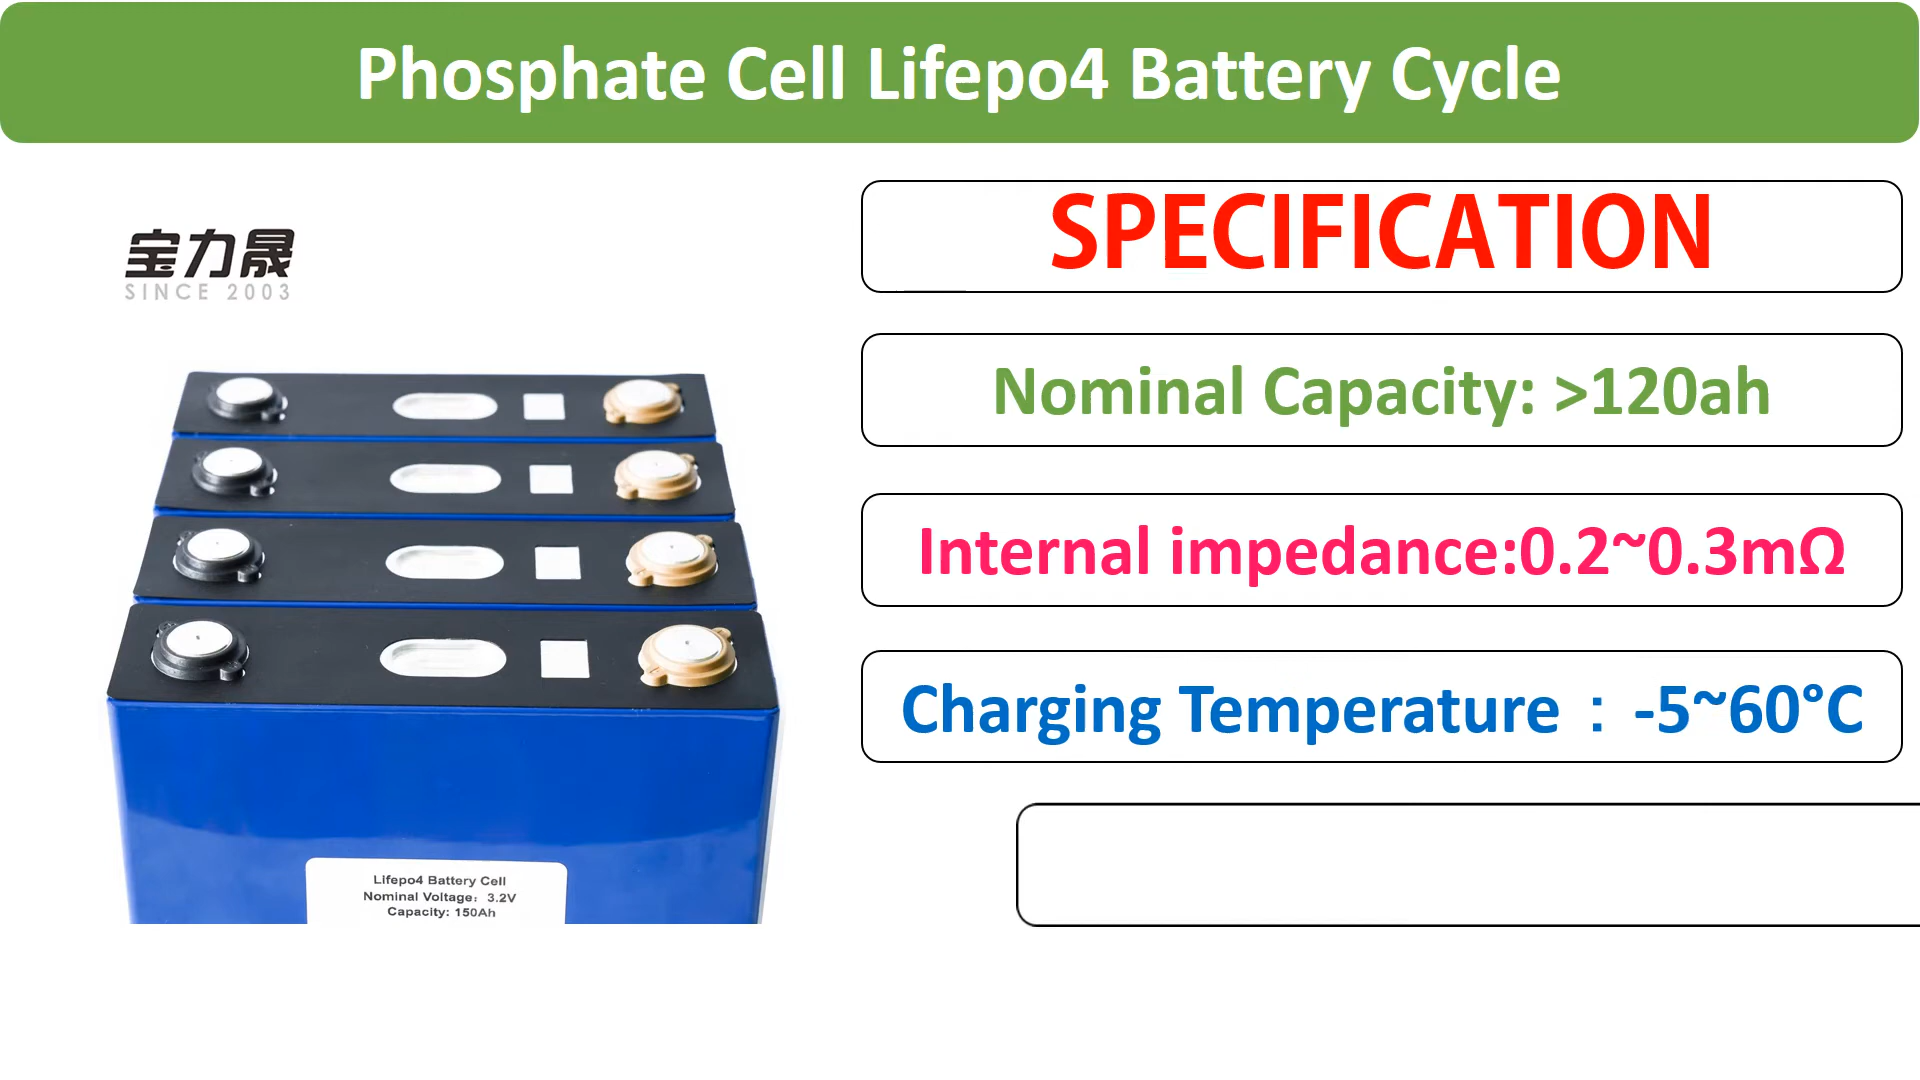 Phosphate Cell Lifepo4 Battery Cycle
宝力晟
SINCE 2003
SPECIFICATION
Nominal Capacity: >120ah
Internal impedance:0.2~0.3mΩ
Charging Temperature：-5~60°C
Lifepo4 Battery Cell
Nominal Voltage：3.2V
Capacity: 150Ah